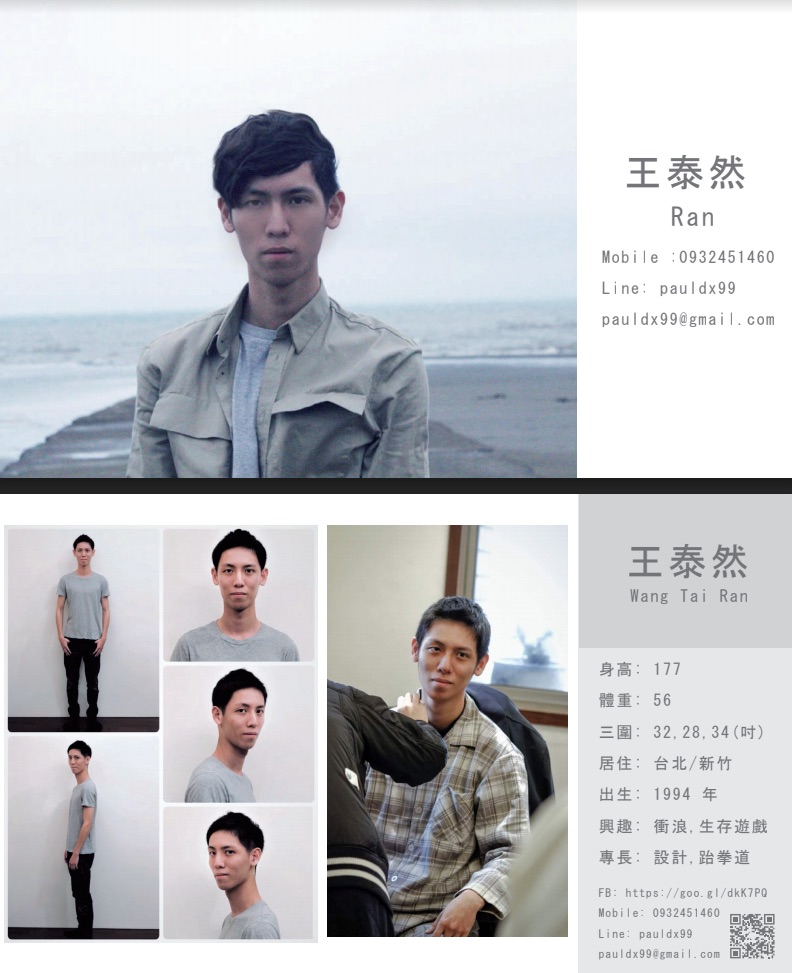 王泰然
Ran
Mobile :0932451460
Line: pauldx99
pauldx99@gmail.com
王泰然
Wang Tai Ran
身高: 177
體重: 56
三圍: 32,28,34(吋)
居住: 台北/新竹
出生: 1994 年
興趣: 衝浪,生存遊戲
專長: 設計,跆拳道
FB: https://goo.gl/dkK7PQ
Mobile: 0932451460
Line: pauldx99
pauldx99@gmail.com